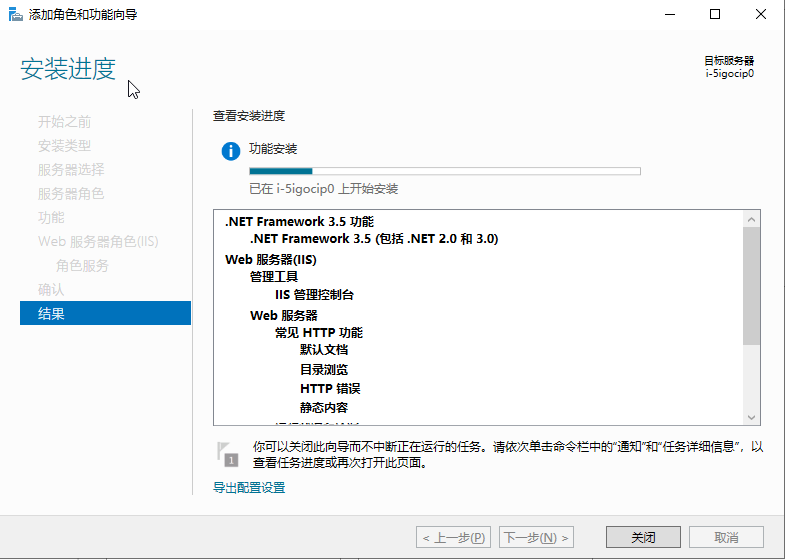 添加角色和功能向导
安装进度
目标服务器
i-5igocip0
开始之前
安装类型
服务器选择
服务器角色
功能
Web 服务器角色(IIS)
角色服务
确认
结果
查看安装进度
功能安装
已在 i-5igocip0 上开始安装
.NET Framework 3.5 功能
.NET Framework 3.5 (包括 .NET 2.0 和 3.0)
Web 服务器(IIS)
管理工具
IIS 管理控制台
Web 服务器
常见 HTTP 功能
默认文档
目录浏览
HTTP 错误
静态内容
1
你可以关闭此向导而不中断正在运行的任务。请依次单击命令栏中的“通知”和“任务详细信息”，以
查看任务进度或再次打开此页面。
导出配置设置
< 上一步(P)
下一步(N) >
关闭
取消